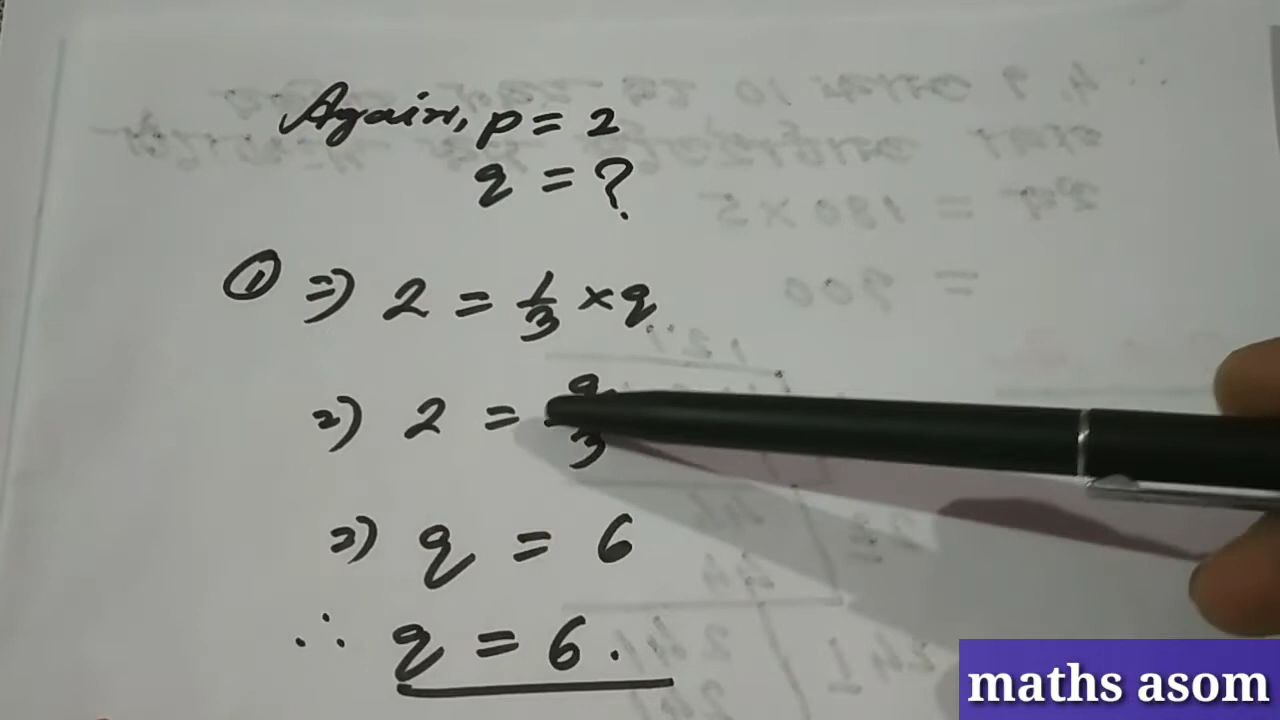 Again, p = 2
q = ?
① ⇒ 2 = 1/3 × q
⇒ 2 = q/3
⇒ q = 6
∴ q = 6.
maths asom